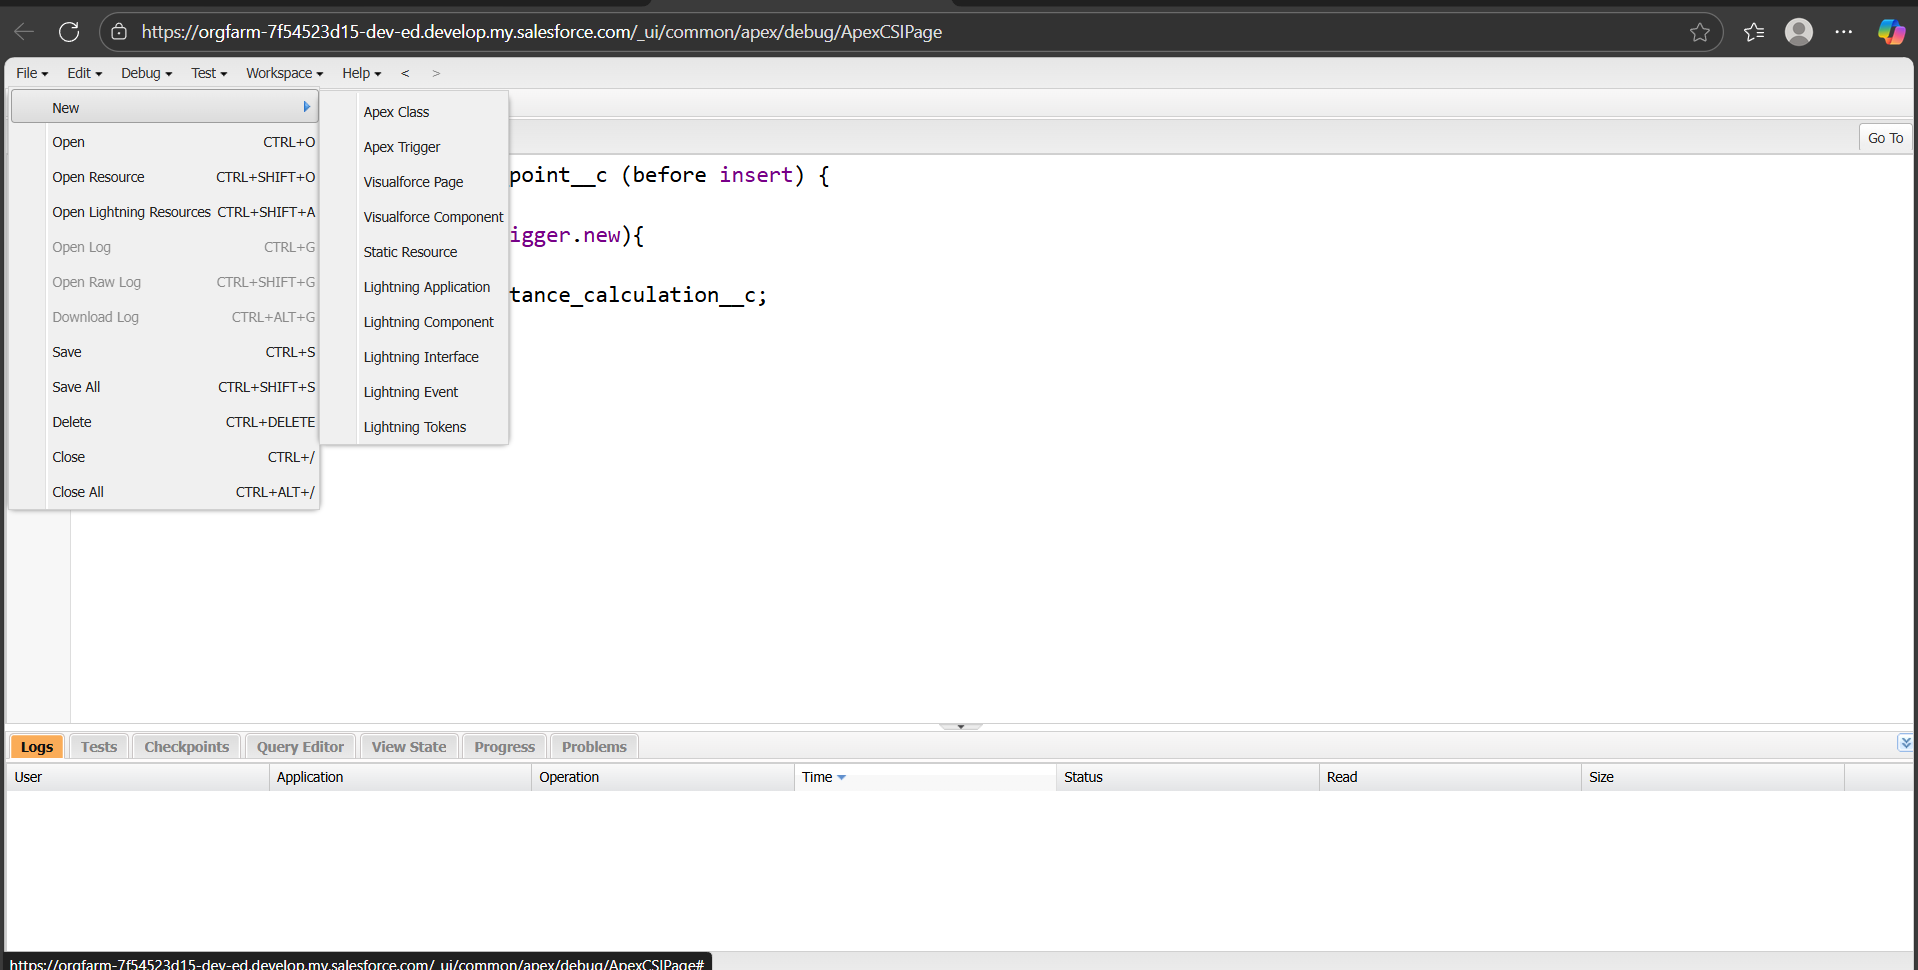 https://orgfarm-7f54523d15-dev-ed.develop.my.salesforce.com/_ui/common/apex/debug/ApexCSIPage
File Edit Debug Test Workspace Help < >
New
Open CTRL+O
Open Resource CTRL+SHIFT+O
Open Lightning Resources CTRL+SHIFT+A
Open Log CTRL+G
Open Raw Log CTRL+SHIFT+G
Download Log CTRL+ALT+G
Save CTRL+S
Save All CTRL+SHIFT+S
Delete CTRL+DELETE
Close CTRL+/
Close All CTRL+ALT+/
Apex Class
Apex Trigger
Visualforce Page
Visualforce Component
Static Resource
Lightning Application
Lightning Component
Lightning Interface
Lightning Event
Lightning Tokens
Go To
point__c (before insert) {
igger.new){
tance_calculation__c;
Logs Tests Checkpoints Query Editor View State Progress Problems
User Application Operation Time Status Read Size
https://orgfarm-7f54523d15-dev-ed.develop.my.salesforce.com/_ui/common/apex/debug/ApexCSIPage#